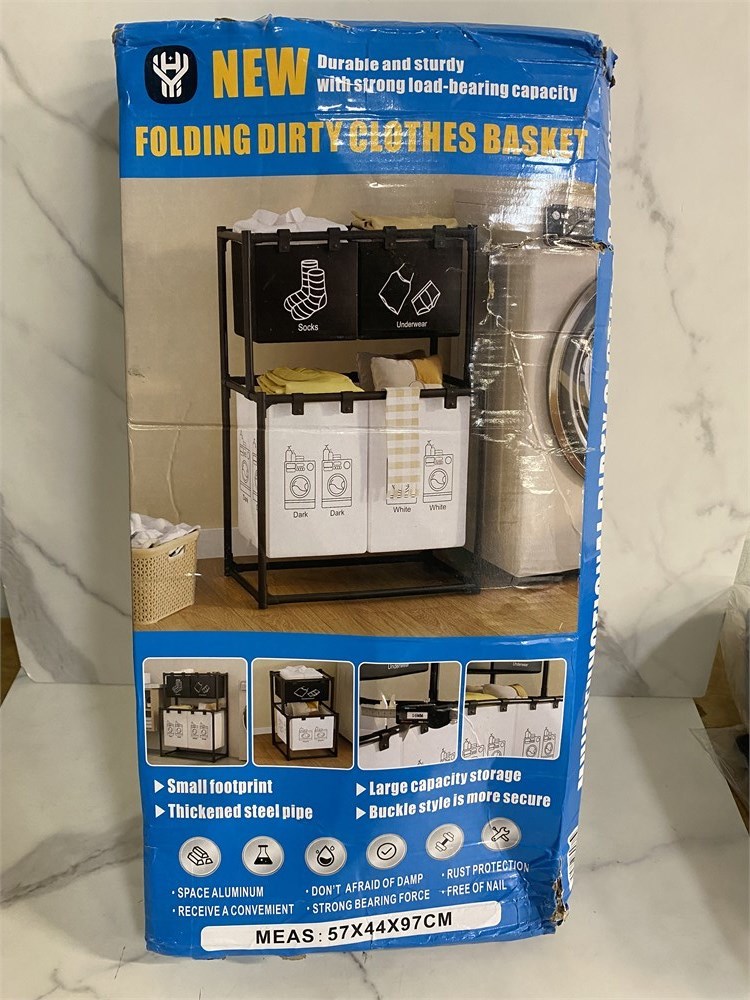 NEW
Durable and sturdy
with strong load-bearing capacity
FOLDING DIRTY CLOTHES BASKET
Socks
Underwear
Dark
Dark
White
White
Underwear
▶ Small footprint
▶ Thickened steel pipe
▶ Large capacity storage
▶ Buckle style is more secure
· SPACE ALUMINUM
· RECEIVE A CONVENIENT
· DON'T AFRAID OF DAMP
· STRONG BEARING FORCE
· RUST PROTECTION
· FREE OF NAIL
MEAS : 57X44X97CM